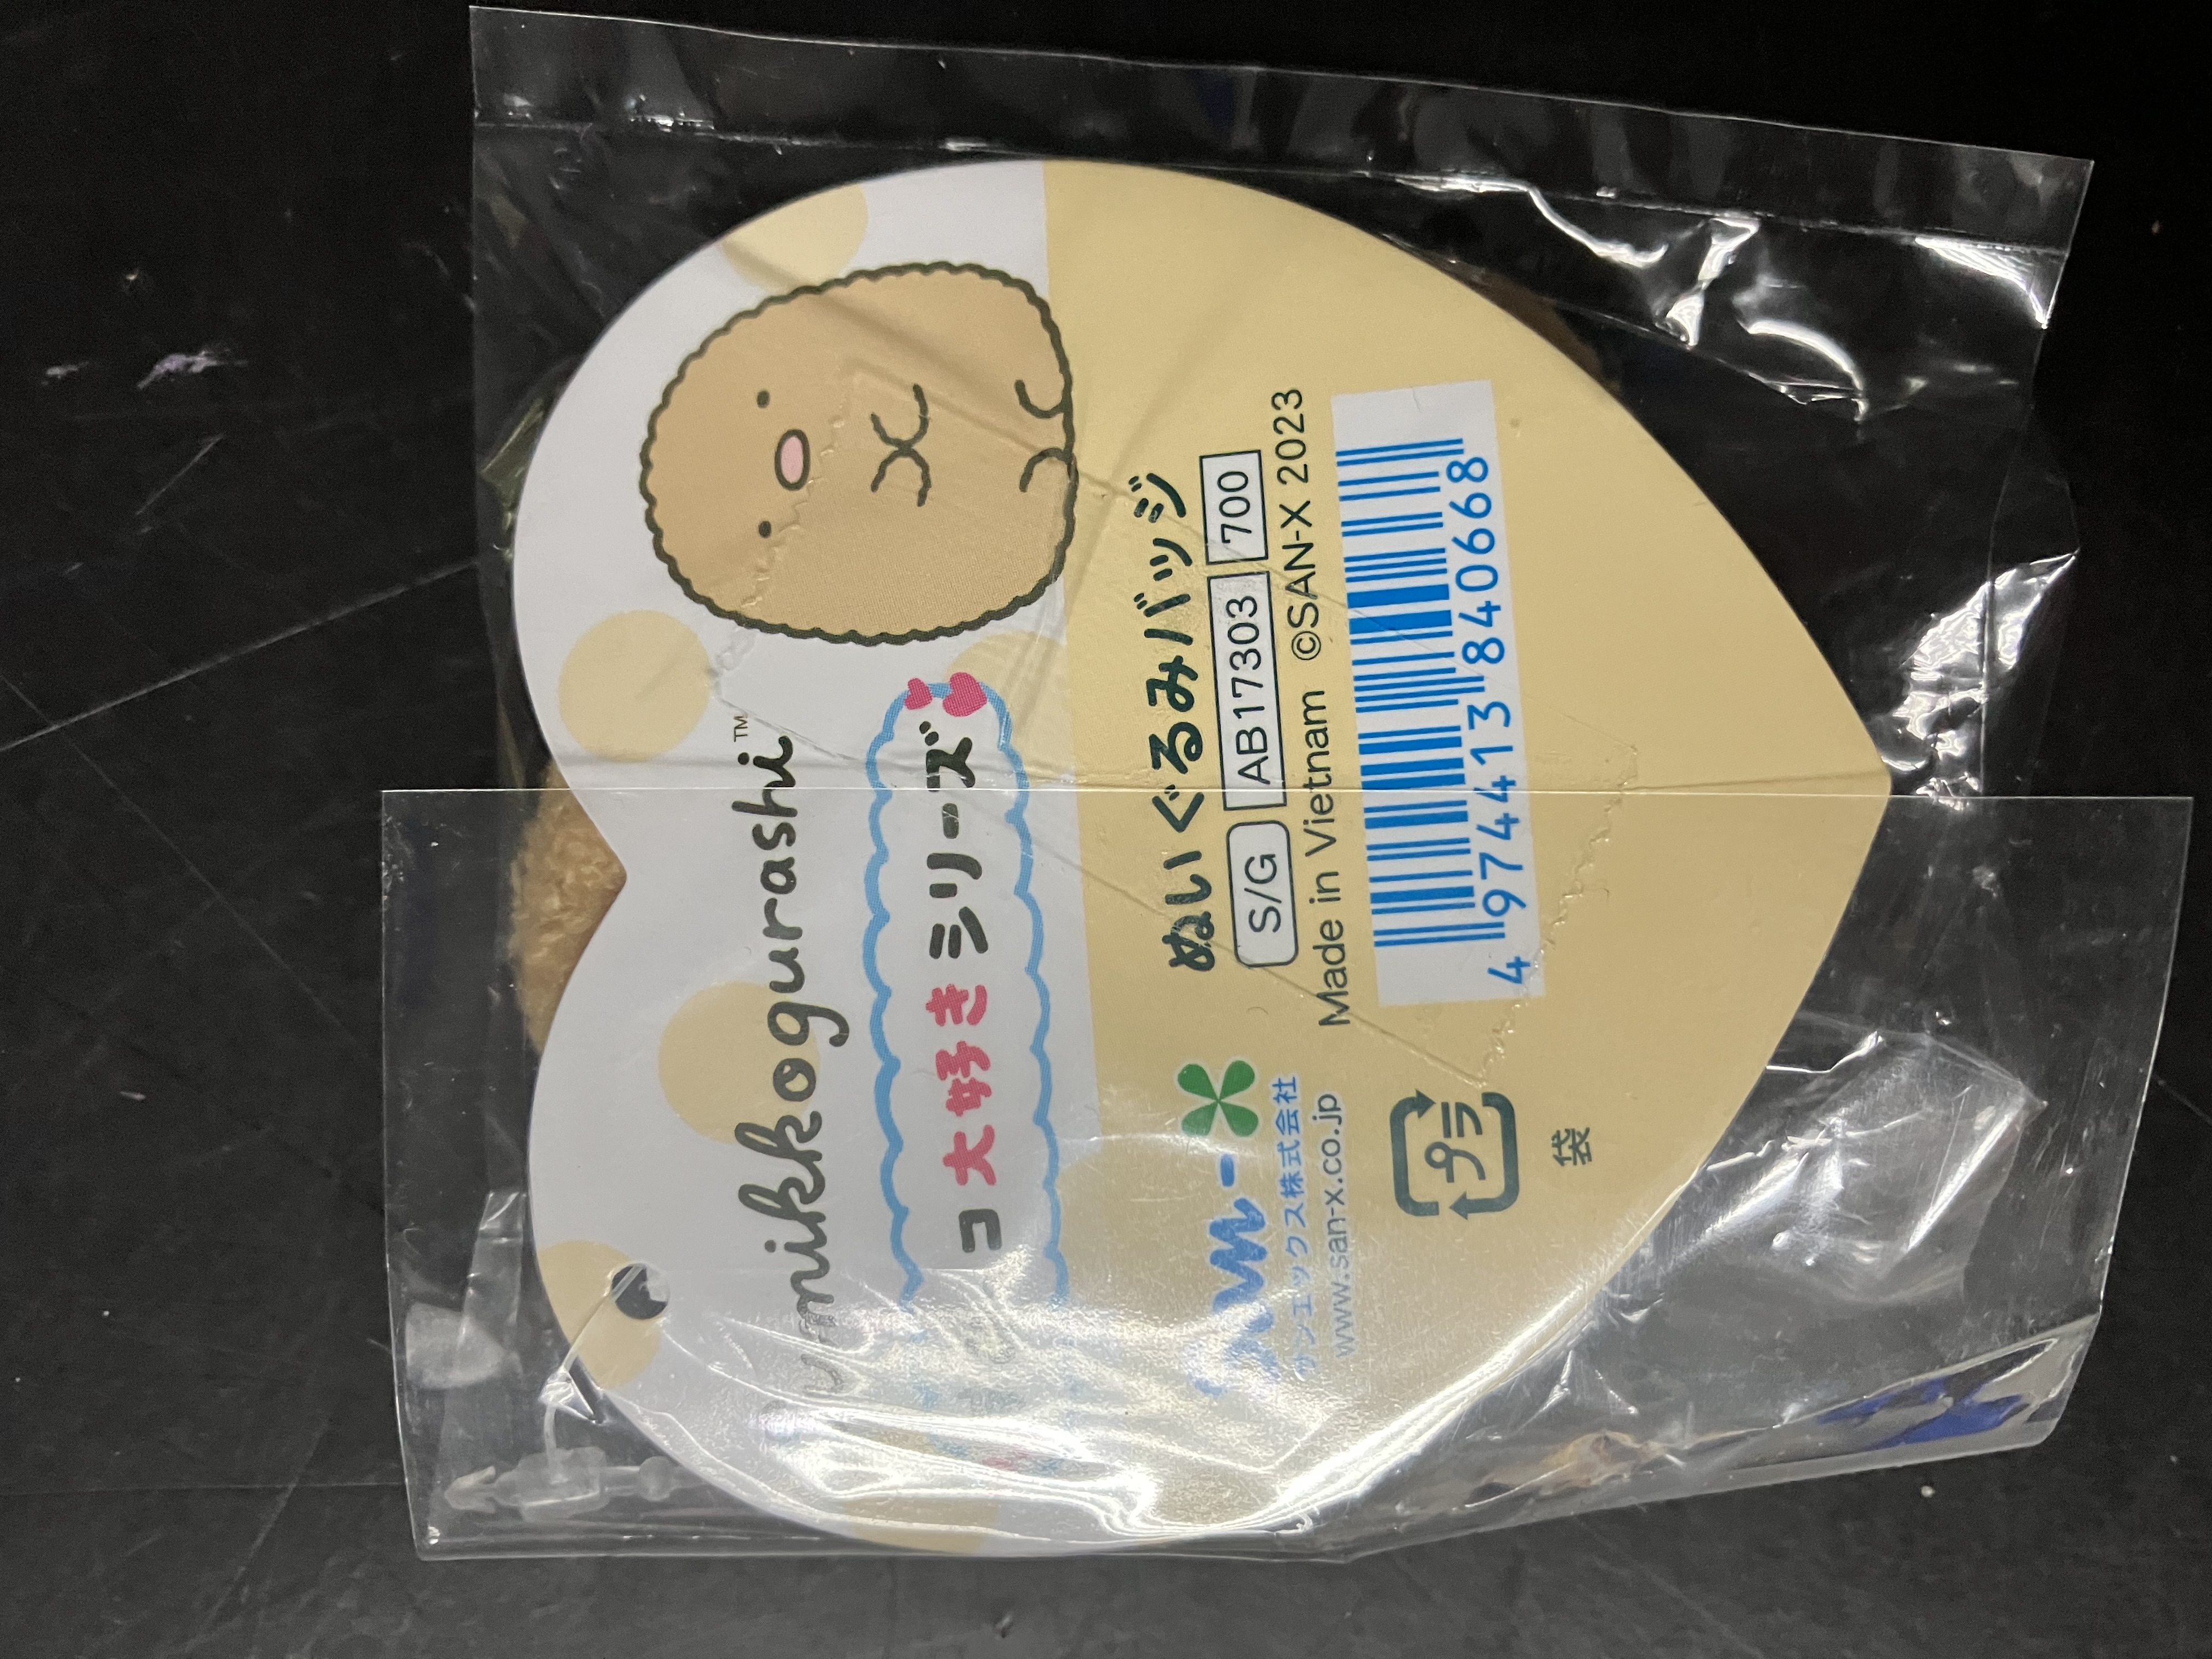 sumikkogurashi™
コ大好きシリーズ
ぬいぐるみバッジ
S/G AB17303 700
Made in Vietnam ©SAN-X 2023
4 974413 840668
サンエックス株式会社
www.san-x.co.jp
プラ
袋